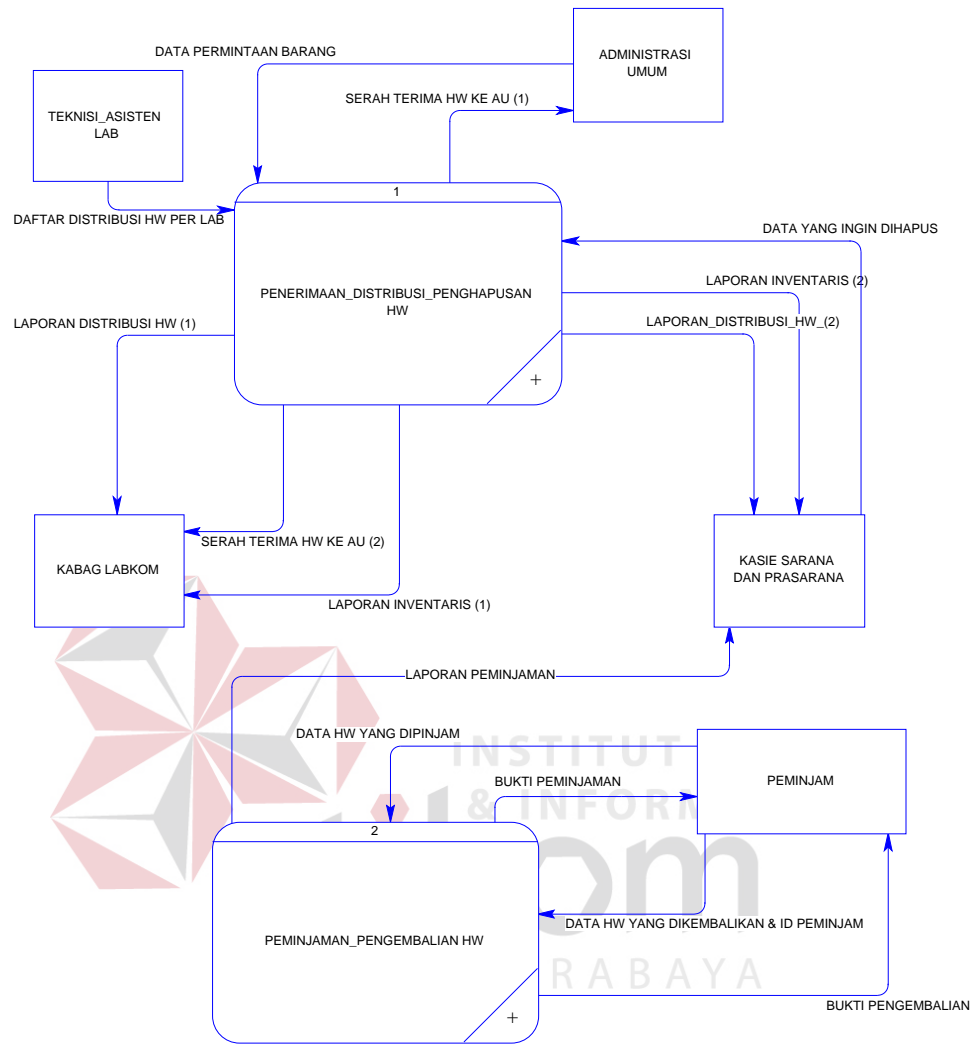 DATA PERMINTAAN BARANG
ADMINISTRASI
UMUM
TEKNISI_ASISTEN
LAB
SERAH TERIMA HW KE AU (1)
1
DAFTAR DISTRIBUSI HW PER LAB
DATA YANG INGIN DIHAPUS
PENERIMAAN_DISTRIBUSI_PENGHAPUSAN
HW
LAPORAN INVENTARIS (2)
LAPORAN DISTRIBUSI HW (1)
LAPORAN_DISTRIBUSI_HW_(2)
+
SERAH TERIMA HW KE AU (2)
KABAG LABKOM
KASIE SARANA
DAN PRASARANA
LAPORAN INVENTARIS (1)
LAPORAN PEMINJAMAN
DATA HW YANG DIPINJAM
INSTITUT
BUKTI PEMINJAMAN
PEMINJAM
& INFOR
2
om
DATA HW YANG DIKEMBALIKAN & ID PEMINJAM
PEMINJAMAN_PENGEMBALIAN HW
RABAYA
BUKTI PENGEMBALIAN
+